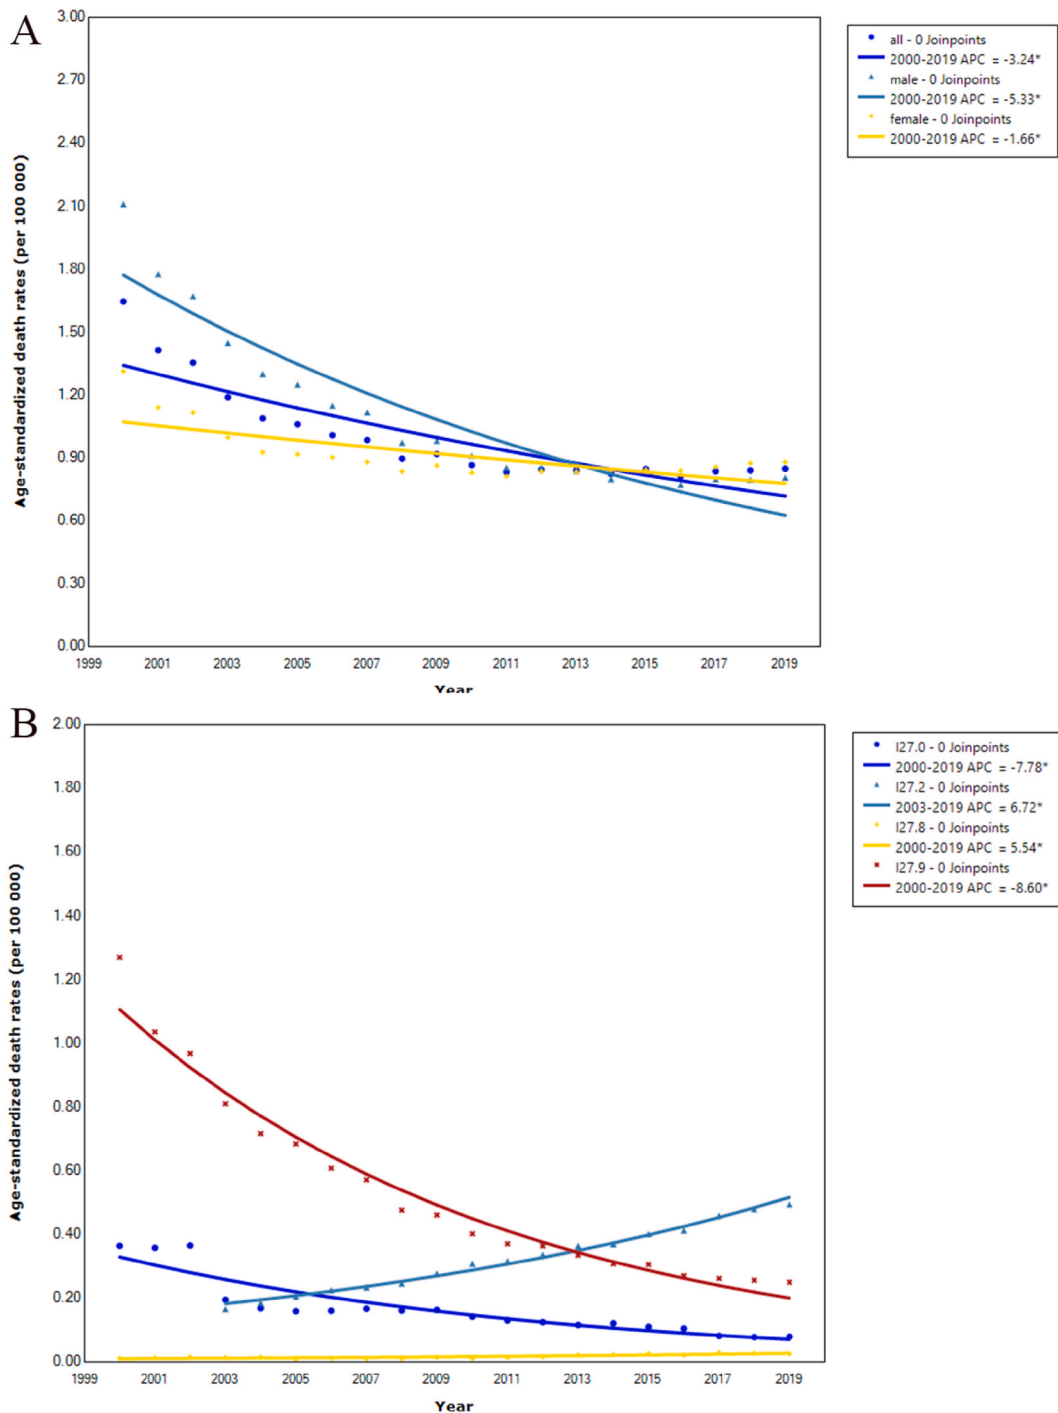 A
3.00
2.70
2.40
2.10
1.80
1.50
1.20
0.90
0.60
0.30
0.00
Age-standardized death rates (per 100 000)
1999 2001 2003 2005 2007 2009 2011 2013 2015 2017 2019
Year
all - 0 Joinpoints
2000-2019 APC = -3.24*
male - 0 Joinpoints
2000-2019 APC = -5.33*
female - 0 Joinpoints
2000-2019 APC = -1.66*
B
2.00
1.80
1.60
1.40
1.20
1.00
0.80
0.60
0.40
0.20
0.00
Age-standardized death rates (per 100 000)
1999 2001 2003 2005 2007 2009 2011 2013 2015 2017 2019
Year
I27.0 - 0 Joinpoints
2000-2019 APC = -7.78*
I27.2 - 0 Joinpoints
2003-2019 APC = 6.72*
I27.8 - 0 Joinpoints
2000-2019 APC = 5.54*
I27.9 - 0 Joinpoints
2000-2019 APC = -8.60*